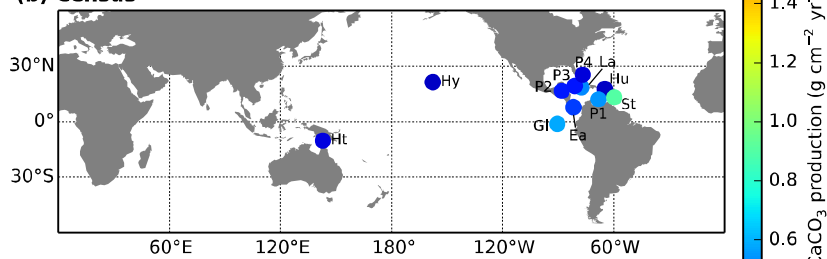 (b) Census
30°N
0°
30°S
60°E
120°E
180°
120°W
60°W
Hy
Ht
P4
La
P3
Hu
P2
St
P1
Gl
Ea
1.4
1.2
1.0
0.8
0.6
CaCO₃ production (g cm⁻² yr⁻